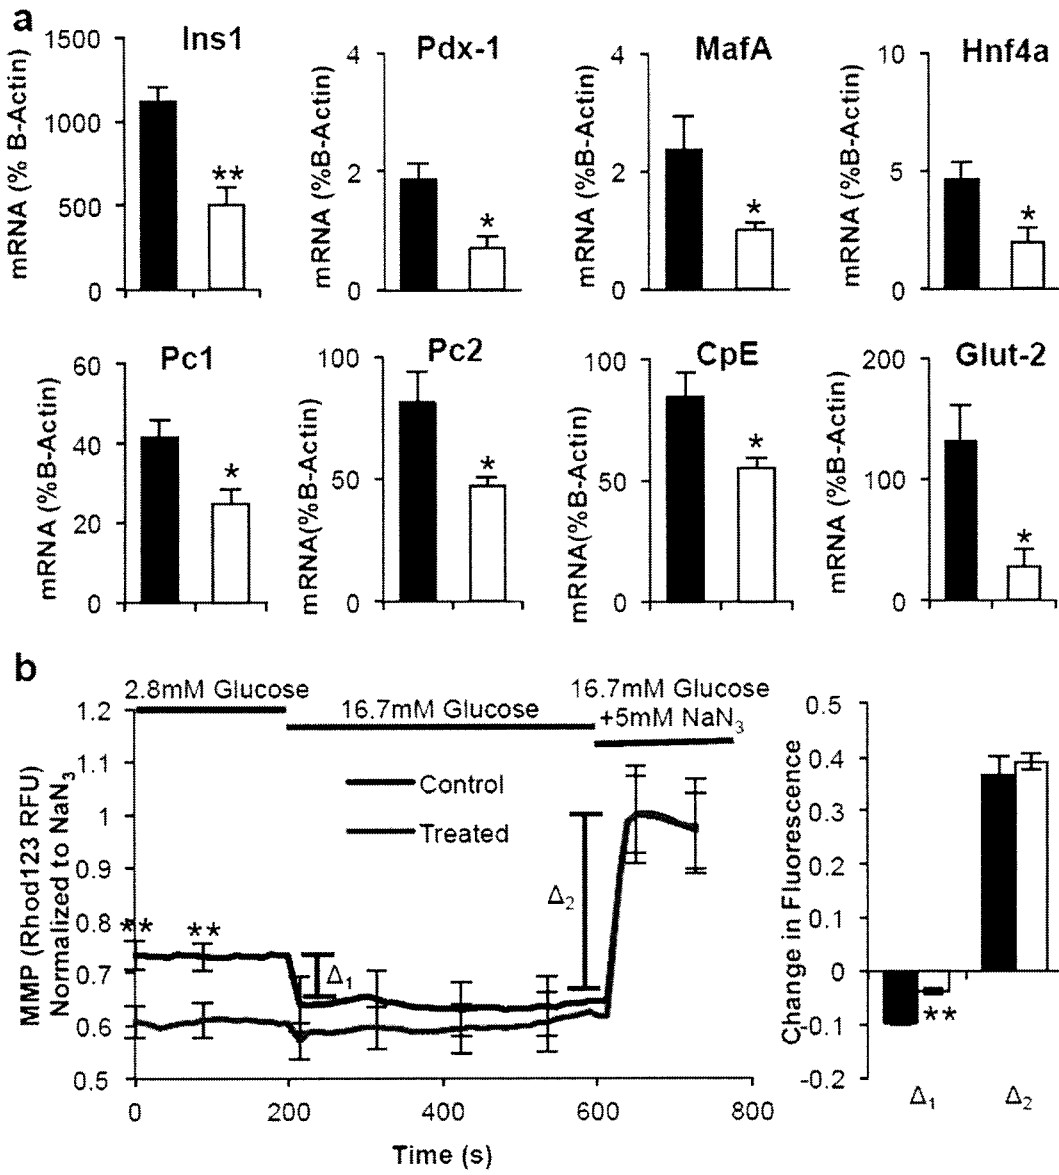 a
Ins1
mRNA (% B-Actin)
1500
1000
500
0
**
Pdx-1
mRNA (%B-Actin)
4
2
0
*
MafA
mRNA (%B-Actin)
4
2
0
*
Hnf4a
mRNA (%B-Actin)
10
5
0
*
Pc1
mRNA (%B-Actin)
60
40
20
0
*
Pc2
mRNA(%B-Actin)
100
50
0
*
CpE
mRNA(%B-Actin)
100
50
0
*
Glut-2
mRNA (%B-Actin)
200
100
0
*
b
2.8mM Glucose
16.7mM Glucose
16.7mM Glucose
+5mM NaN₃
MMP (Rhod123 RFU)
Normalized to NaN₃
1.2
1.1
1
0.9
0.8
0.7
0.6
0.5
Control
Treated
** **
Δ₁
Δ₂
0 200 400 600 800
Time (s)
Change in Fluorescence
0.5
0.4
0.3
0.2
0.1
0
-0.1
-0.2
**
Δ₁ Δ₂